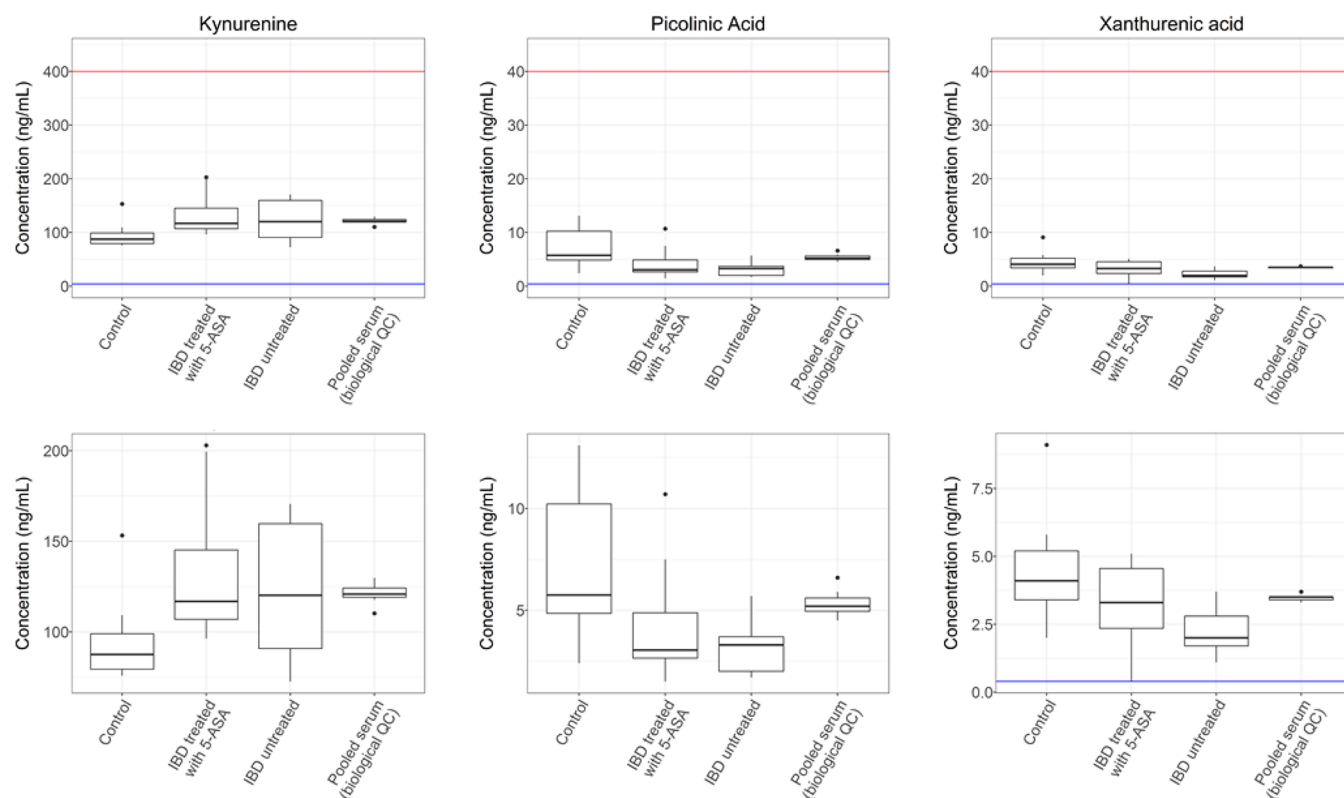 Kynurenine
Concentration (ng/mL)
400
300
200
100
0
Control
IBD treated
with 5-ASA
IBD untreated
Pooled serum
(biological QC)
Picolinic Acid
Concentration (ng/mL)
40
30
20
10
0
Control
IBD treated
with 5-ASA
IBD untreated
Pooled serum
(biological QC)
Xanthurenic acid
Concentration (ng/mL)
40
30
20
10
0
Control
IBD treated
with 5-ASA
IBD untreated
Pooled serum
(biological QC)
Concentration (ng/mL)
200
150
100
Control
IBD treated
with 5-ASA
IBD untreated
Pooled serum
(biological QC)
Concentration (ng/mL)
10
5
Control
IBD treated
with 5-ASA
IBD untreated
Pooled serum
(biological QC)
Concentration (ng/mL)
7.5
5.0
2.5
0.0
Control
IBD treated
with 5-ASA
IBD untreated
Pooled serum
(biological QC)